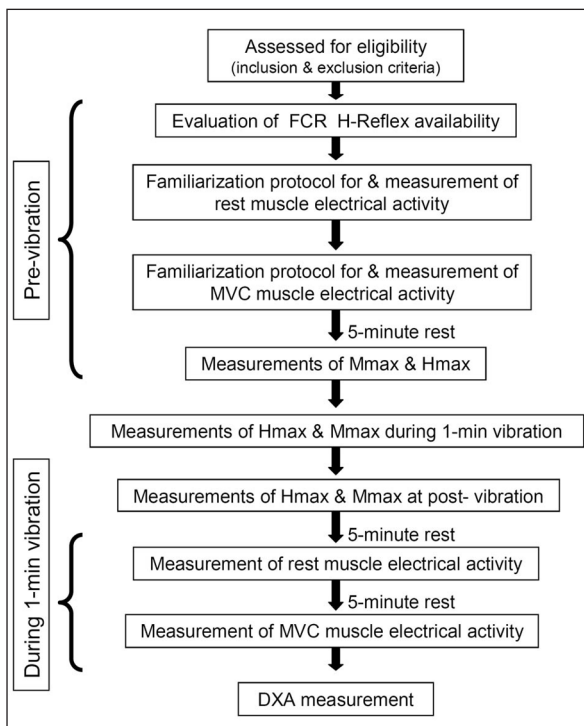 Assessed for eligibility
(inclusion & exclusion criteria)
Evaluation of FCR H-Reflex availability
Familiarization protocol for & measurement of
rest muscle electrical activity
Familiarization protocol for & measurement of
MVC muscle electrical activity
5-minute rest
Measurements of Mmax & Hmax
Pre-vibration
Measurements of Hmax & Mmax during 1-min vibration
Measurements of Hmax & Mmax at post- vibration
5-minute rest
Measurement of rest muscle electrical activity
5-minute rest
Measurement of MVC muscle electrical activity
During 1-min vibration
DXA measurement